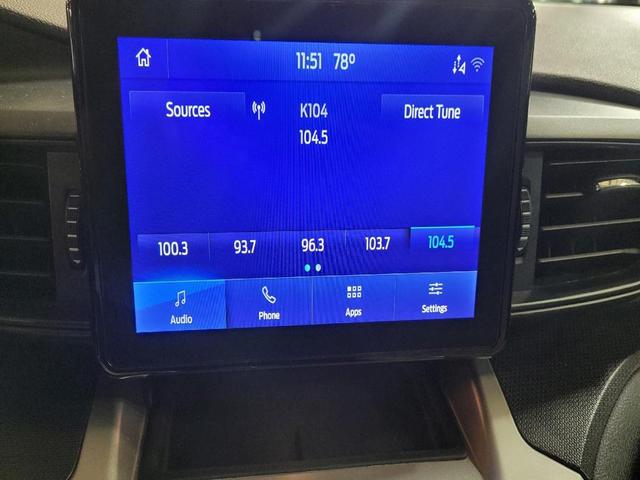 11:51 78°
Sources
K104
Direct Tune
104.5
100.3 93.7 96.3 103.7 104.5
Audio Phone Apps Settings